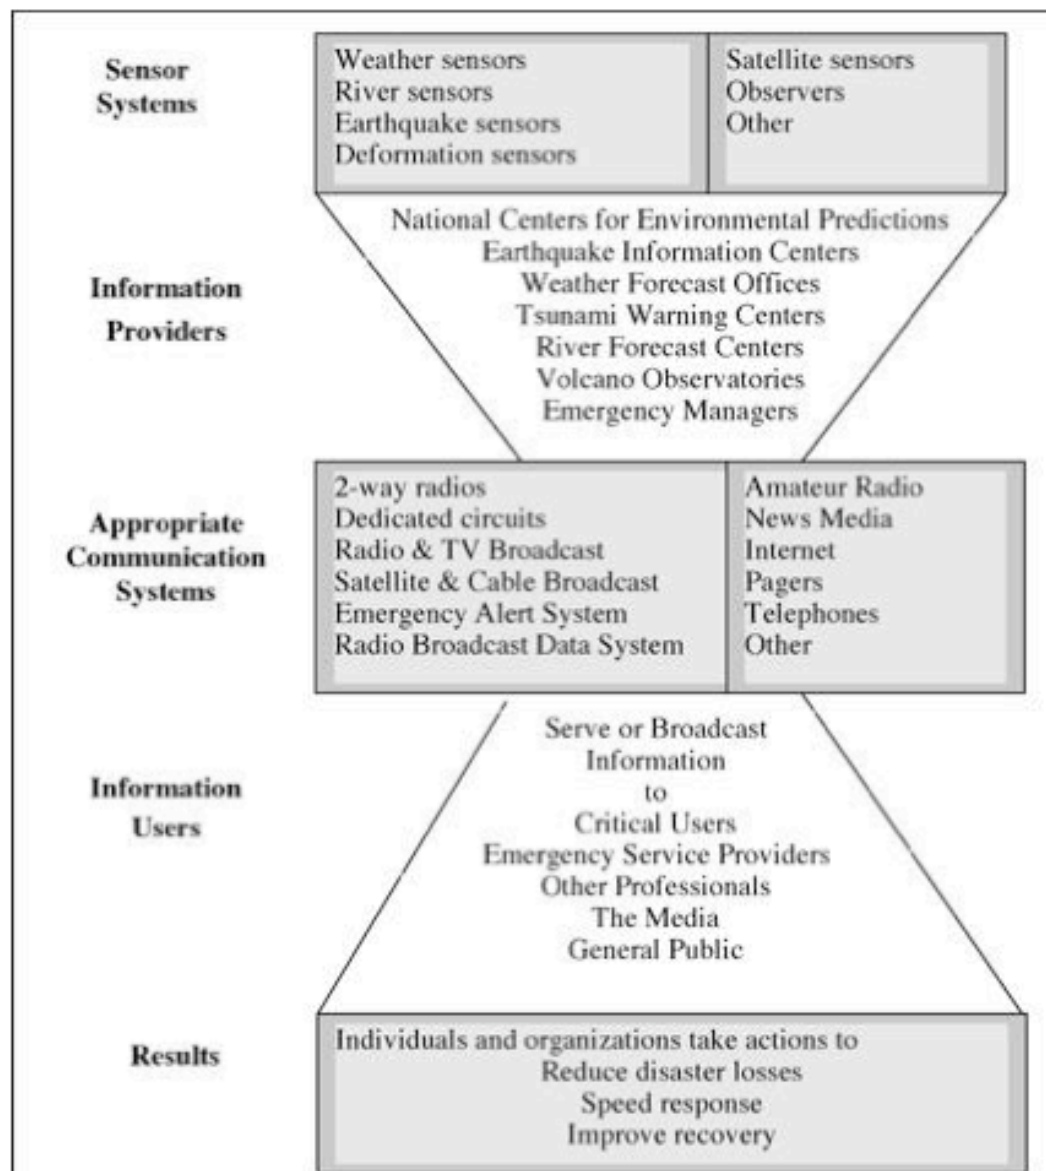 Sensor
Systems
Weather sensors
River sensors
Earthquake sensors
Deformation sensors
Satellite sensors
Observers
Other
Information
Providers
National Centers for Environmental Predictions
Earthquake Information Centers
Weather Forecast Offices
Tsunami Warning Centers
River Forecast Centers
Volcano Observatories
Emergency Managers
Appropriate
Communication
Systems
2-way radios
Dedicated circuits
Radio & TV Broadcast
Satellite & Cable Broadcast
Emergency Alert System
Radio Broadcast Data System
Amateur Radio
News Media
Internet
Pagers
Telephones
Other
Information
Users
Serve or Broadcast
Information
to
Critical Users
Emergency Service Providers
Other Professionals
The Media
General Public
Results
Individuals and organizations take actions to
Reduce disaster losses
Speed response
Improve recovery